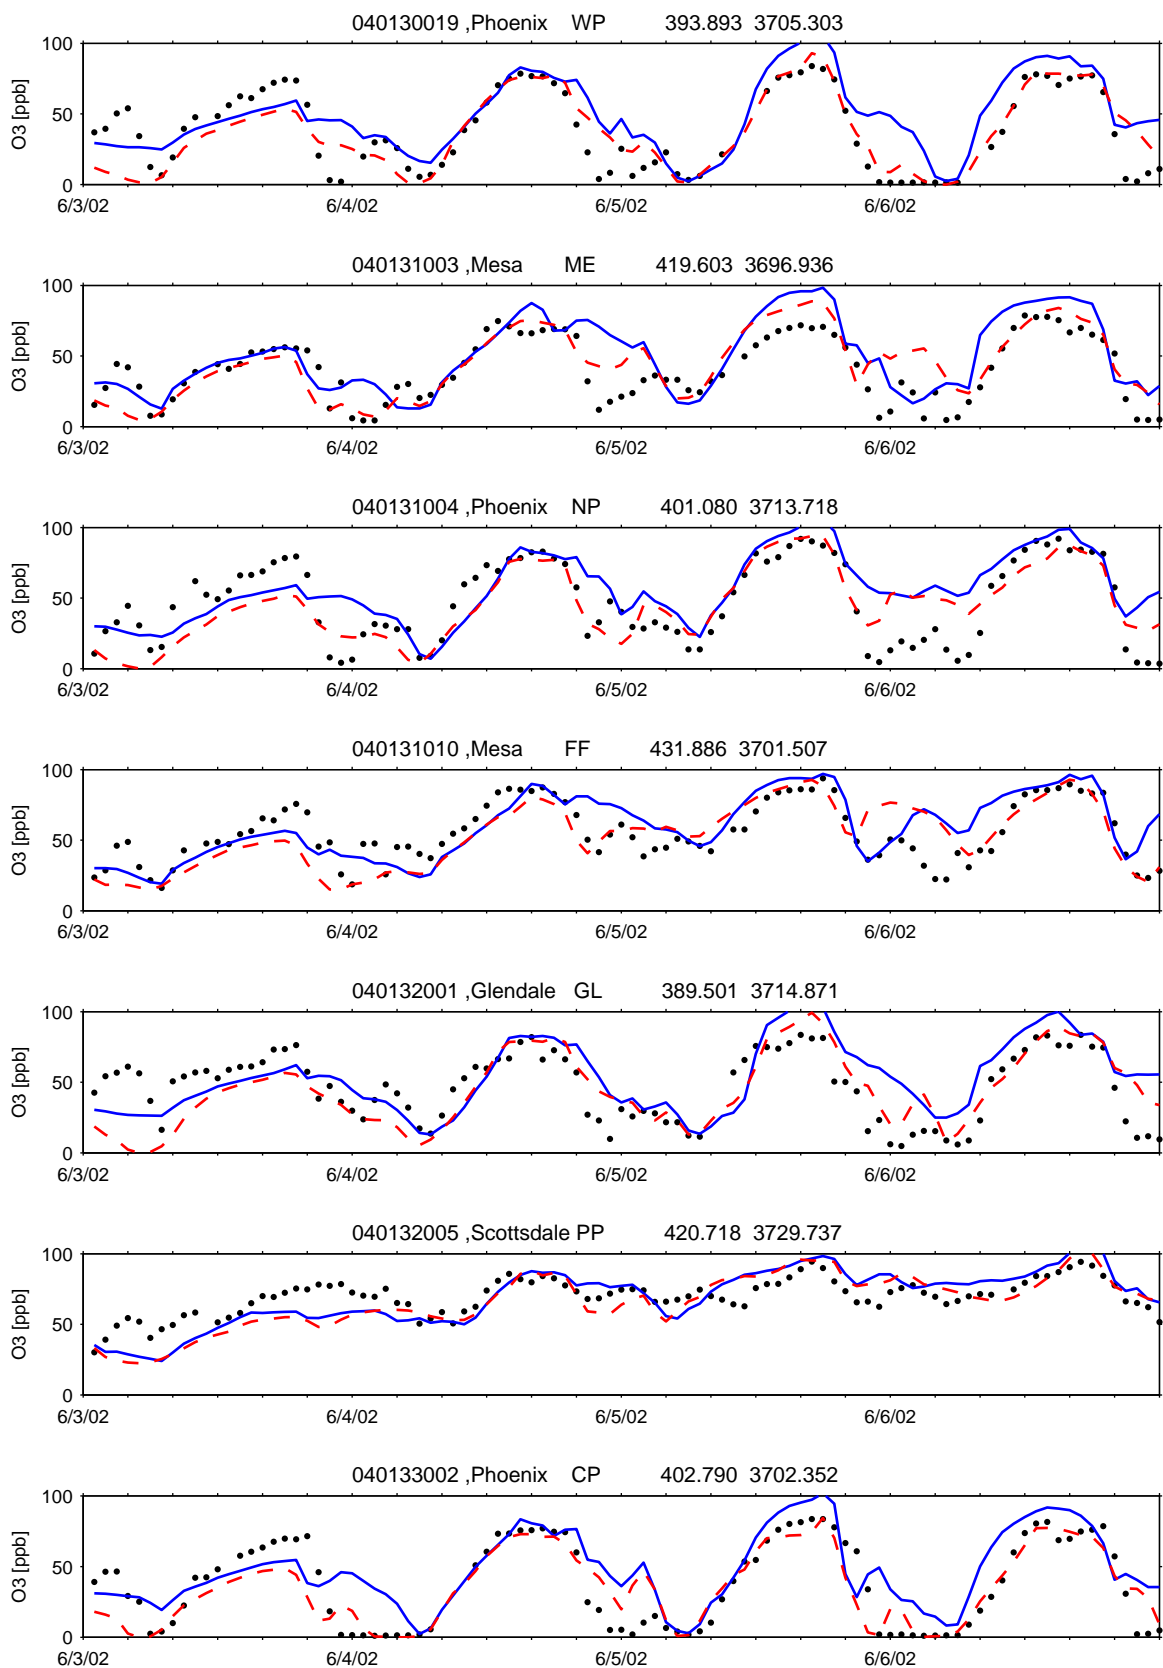 040130019 ,Phoenix WP 393.893 3705.303
100
50
0
O3 [ppb]
6/3/02 6/4/02 6/5/02 6/6/02
040131003 ,Mesa ME 419.603 3696.936
100
50
0
O3 [ppb]
6/3/02 6/4/02 6/5/02 6/6/02
040131004 ,Phoenix NP 401.080 3713.718
100
50
0
O3 [ppb]
6/3/02 6/4/02 6/5/02 6/6/02
040131010 ,Mesa FF 431.886 3701.507
100
50
0
O3 [ppb]
6/3/02 6/4/02 6/5/02 6/6/02
040132001 ,Glendale GL 389.501 3714.871
100
50
0
O3 [ppb]
6/3/02 6/4/02 6/5/02 6/6/02
040132005 ,Scottsdale PP 420.718 3729.737
100
50
0
O3 [ppb]
6/3/02 6/4/02 6/5/02 6/6/02
040133002 ,Phoenix CP 402.790 3702.352
100
50
0
O3 [ppb]
6/3/02 6/4/02 6/5/02 6/6/02